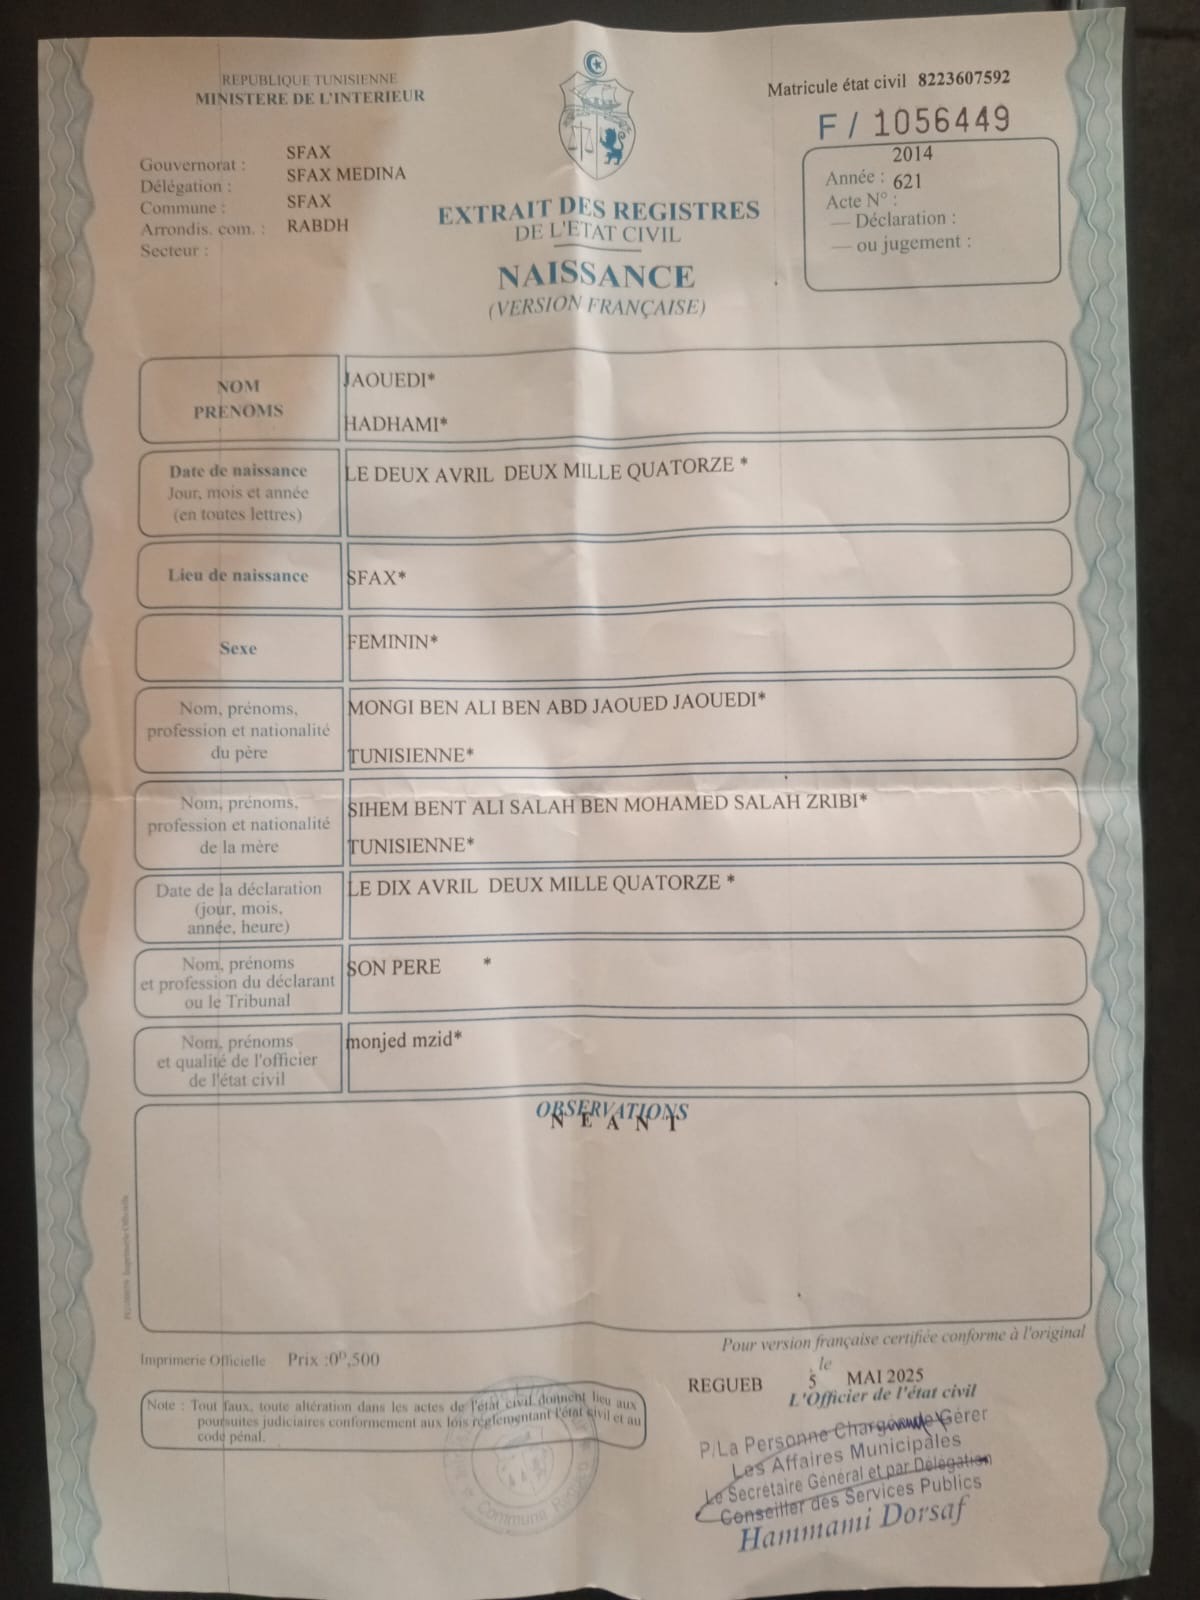 REPUBLIQUE TUNISIENNE
MINISTERE DE L'INTERIEUR
Matricule état civil 8223607592
F / 1056449
Gouvernorat : SFAX
Délégation : SFAX MEDINA
Commune : SFAX
Arrondis. com. : RABDH
Secteur :
2014
Année : 621
Acte N° :
— Déclaration :
— ou jugement :
EXTRAIT DES REGISTRES
DE L'ETAT CIVIL
NAISSANCE
(VERSION FRANÇAISE)
NOM
PRENOMS
JAOUEDI*
HADHAMI*
Date de naissance
Jour, mois et année
(en toutes lettres)
LE DEUX AVRIL DEUX MILLE QUATORZE *
Lieu de naissance
SFAX*
Sexe
FEMININ*
Nom, prénoms,
profession et nationalité
du père
MONGI BEN ALI BEN ABD JAOUED JAOUEDI*
TUNISIENNE*
Nom, prénoms,
profession et nationalité
de la mère
SIHEM BENT ALI SALAH BEN MOHAMED SALAH ZRIBI*
TUNISIENNE*
Date de la déclaration
(jour, mois,
année, heure)
LE DIX AVRIL DEUX MILLE QUATORZE *
Nom, prénoms
et profession du déclarant
ou le Tribunal
SON PERE *
Nom, prénoms
et qualité de l'officier
de l'état civil
monjed mzid*
OBSERVATIONS
N E A N T
Imprimerie Officielle
Imprimerie Officielle Prix :0ᴰ,500
Note : Tout faux, toute altération dans les actes de l'état civil donnent lieu aux
poursuites judiciaires conformement aux lois réglementant l'état civil et au
code pénal.
Commune
Pour version française certifiée conforme à l'original
le
REGUEB 5 MAI 2025
L'Officier de l'état civil
P/La Personne Chargée de Gérer
Les Affaires Municipales
Le Secrétaire Général et par Délégation
Conseiller des Services Publics
Hammami Dorsaf